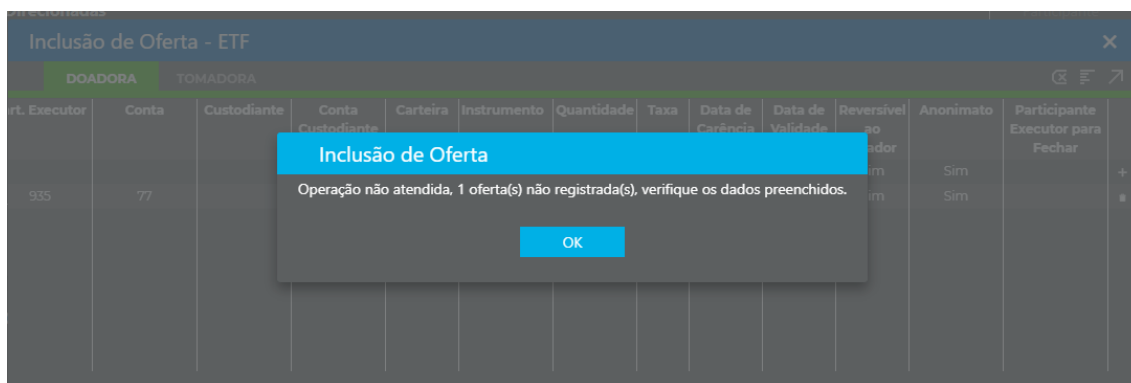 Direcionadas
Inclusão de Oferta - ETF
DOADORA TOMADORA
rt. Executor Conta Custodiante Conta Custodiante Carteira Instrumento Quantidade Taxa Data de Carência Data de Validade Reversível ao Participante Executor para Fechar Anonimato
Sim
935 77 Sim
Inclusão de Oferta
Operação não atendida, 1 oferta(s) não registrada(s), verifique os dados preenchidos.
OK